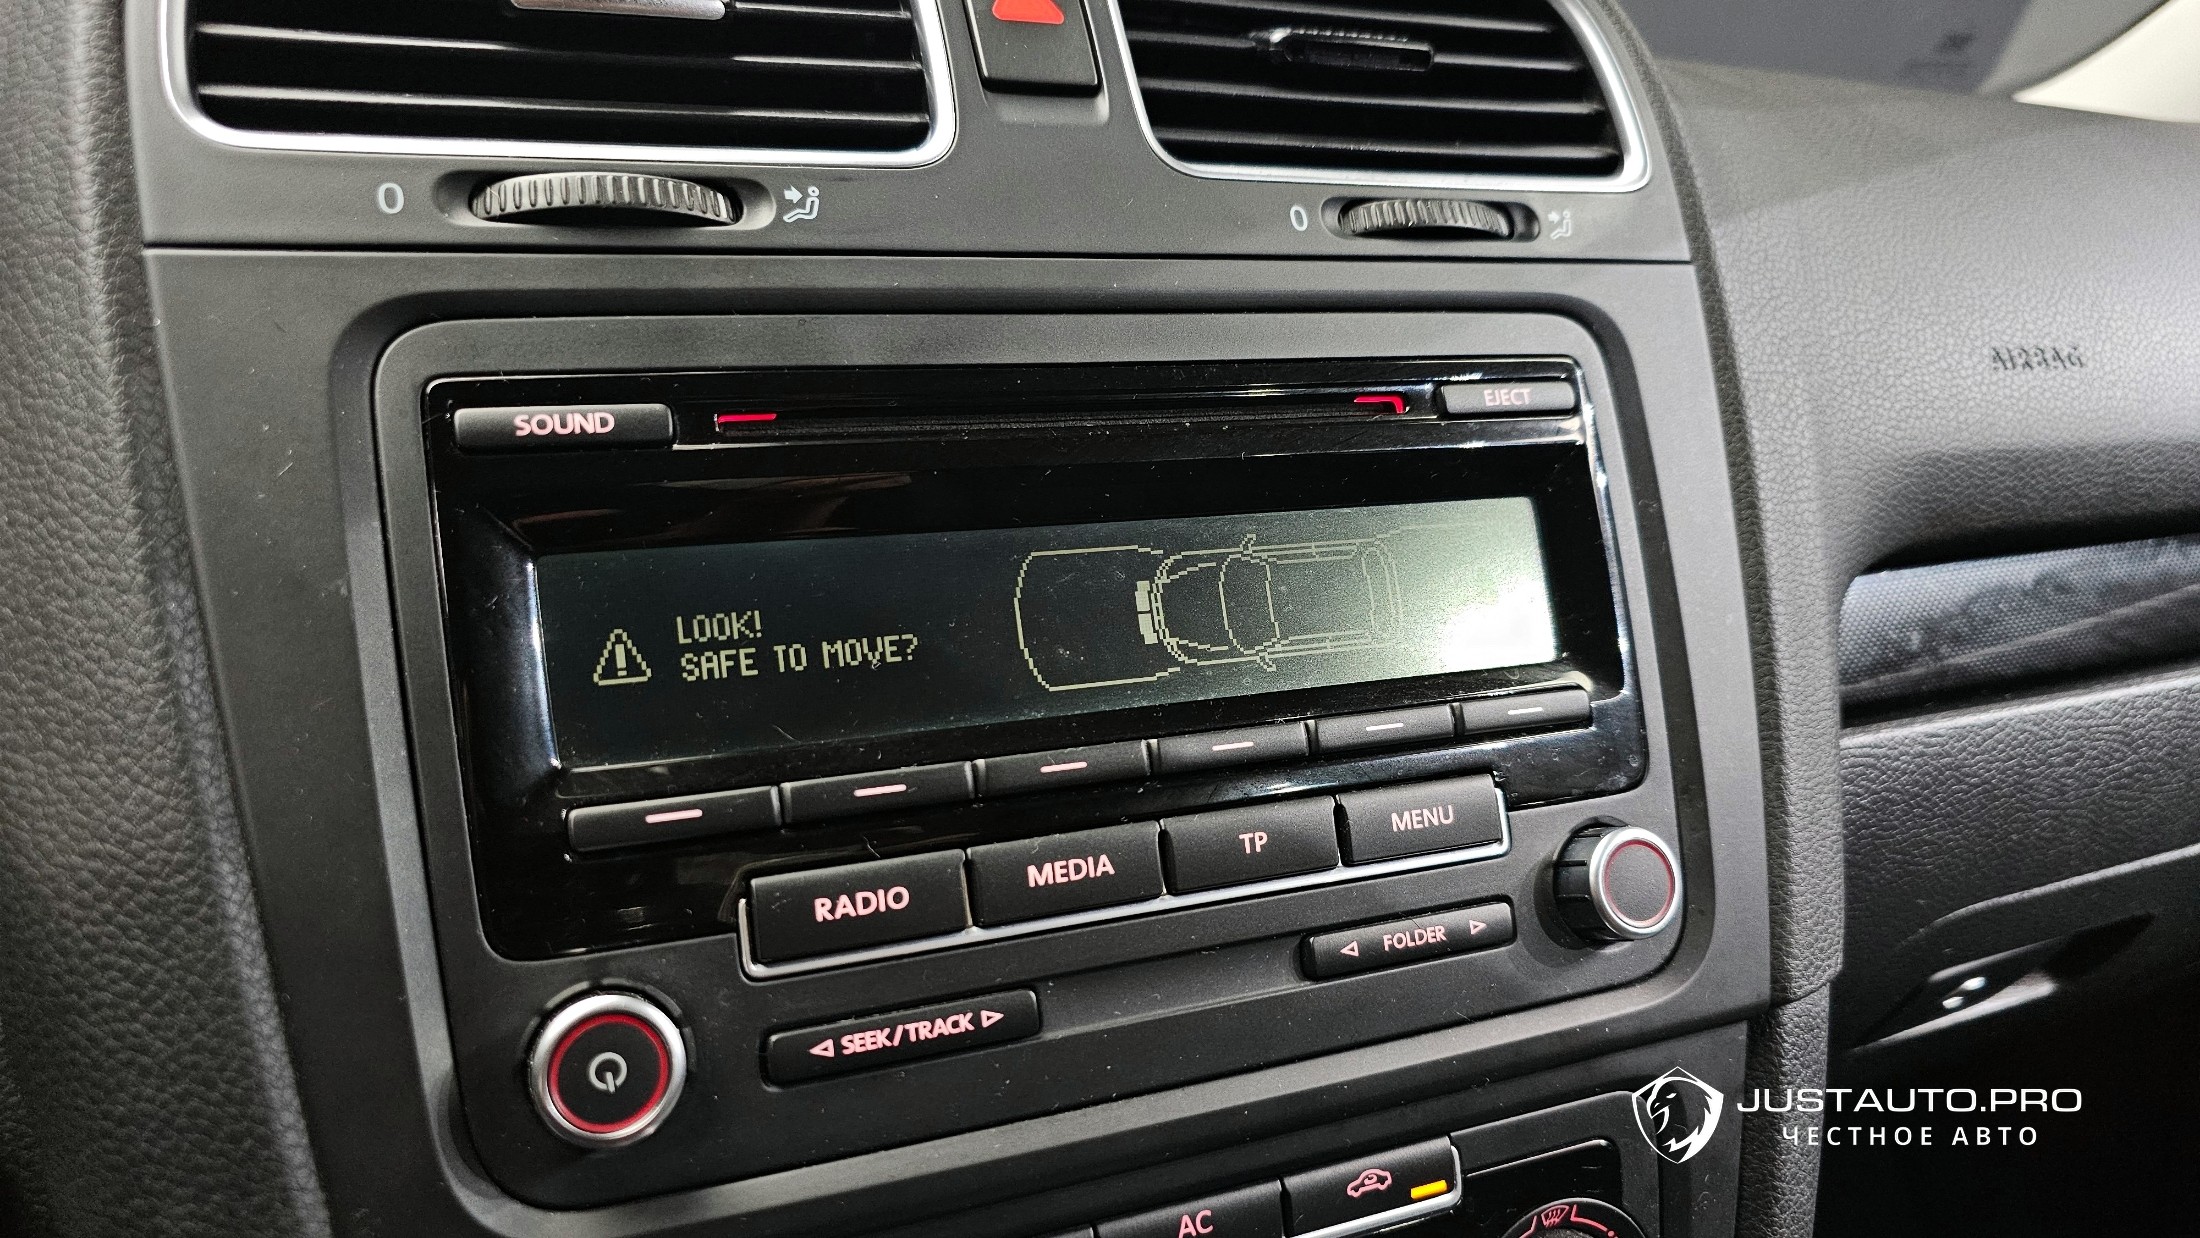 0
0
AIRBAG
SOUND
EJECT
LOOK!
SAFE TO MOVE?
RADIO
MEDIA
TP
MENU
FOLDER
SEEK/TRACK
AC
JUSTAUTO.PRO
ЧЕСТНОЕ АВТО